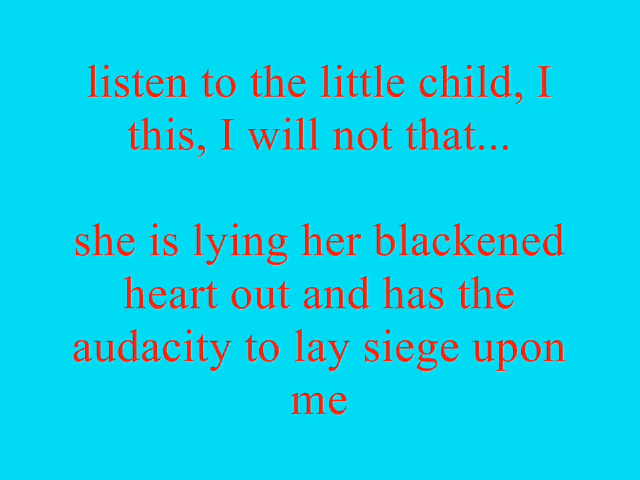 listen to the little child, I
this, I will not that...
she is lying her blackened
heart out and has the
audacity to lay siege upon
me